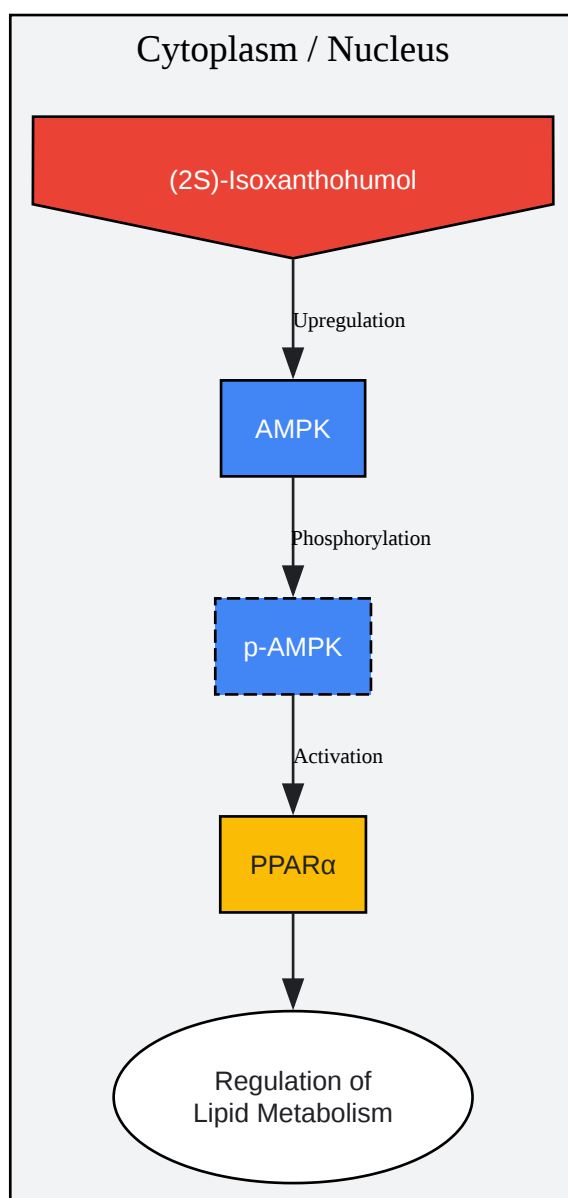 Cytoplasm / Nucleus
(2S)-Isoxanthohumol
Upregulation
AMPK
Phosphorylation
p-AMPK
Activation
PPARα
Regulation of
Lipid Metabolism